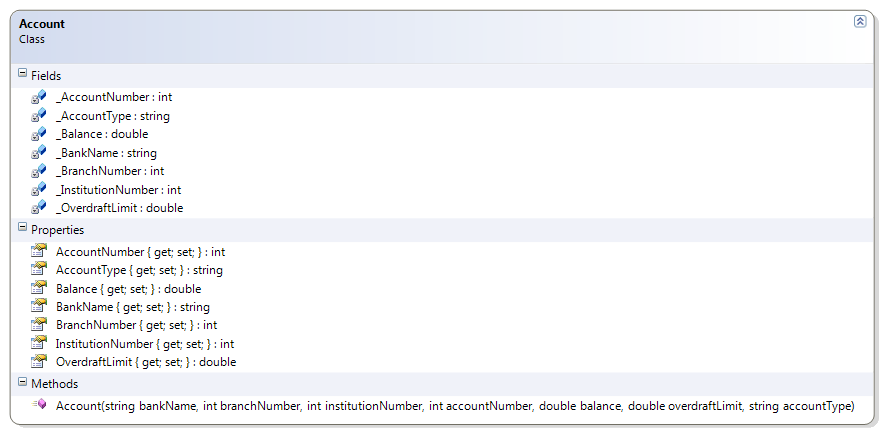 Account
Class
Fields
_AccountNumber : int
_AccountType : string
_Balance : double
_BankName : string
_BranchNumber : int
_InstitutionNumber : int
_OverdraftLimit : double
Properties
AccountNumber { get; set; } : int
AccountType { get; set; } : string
Balance { get; set; } : double
BankName { get; set; } : string
BranchNumber { get; set; } : int
InstitutionNumber { get; set; } : int
OverdraftLimit { get; set; } : double
Methods
Account(string bankName, int branchNumber, int institutionNumber, int accountNumber, double balance, double overdraftLimit, string accountType)